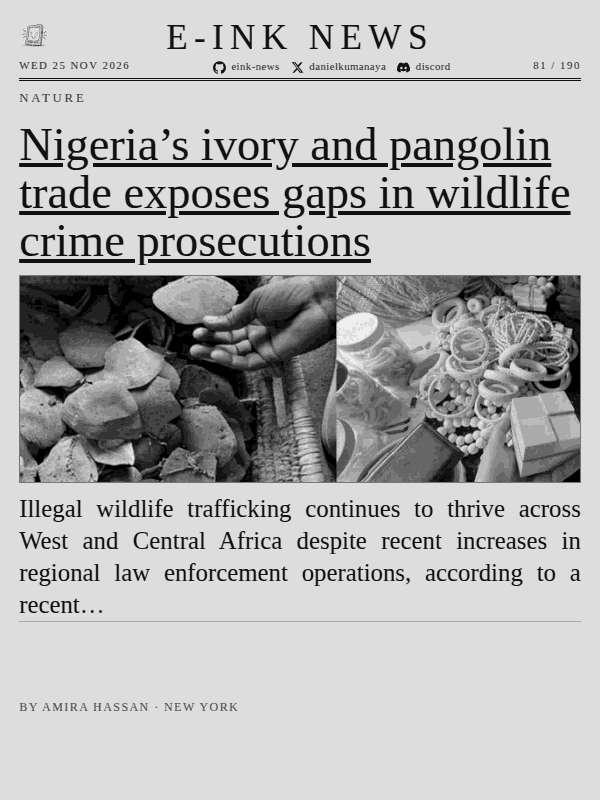 E-INK NEWS
WED 25 NOV 2026
eink-news danielkumanaya discord
81 / 190
NATURE
Nigeria’s ivory and pangolin
trade exposes gaps in wildlife
crime prosecutions
Illegal wildlife trafficking continues to thrive across
West and Central Africa despite recent increases in
regional law enforcement operations, according to a
recent…
BY AMIRA HASSAN · NEW YORK